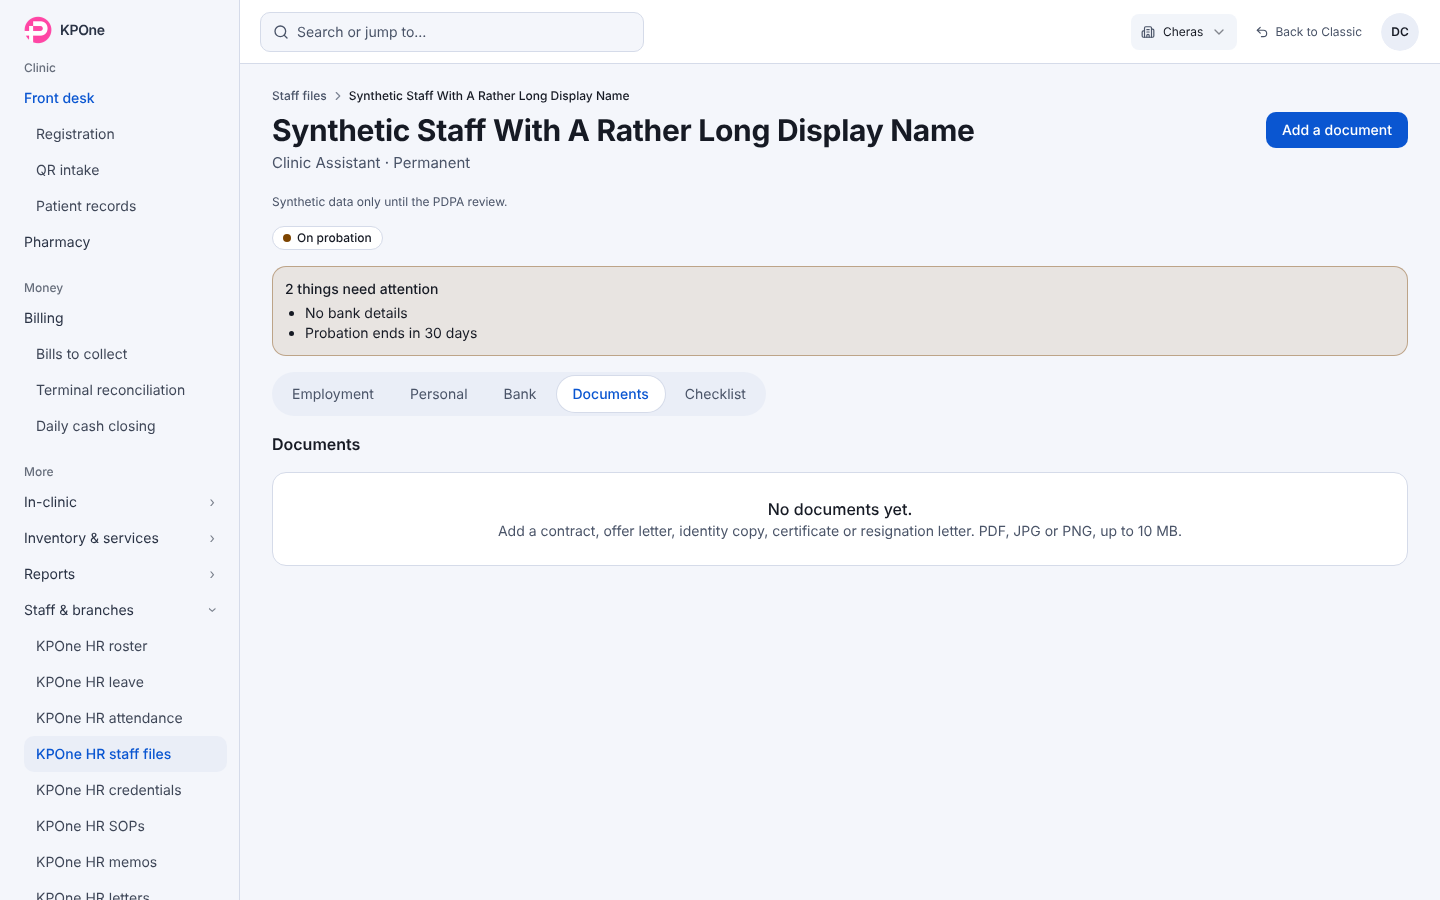 KPOne
Clinic
Front desk
Registration
QR intake
Patient records
Pharmacy
Money
Billing
Bills to collect
Terminal reconciliation
Daily cash closing
More
In-clinic
Inventory & services
Reports
Staff & branches
KPOne HR roster
KPOne HR leave
KPOne HR attendance
KPOne HR staff files
KPOne HR credentials
KPOne HR SOPs
KPOne HR memos
KPOne HR letters
Search or jump to...
Cheras
Back to Classic
DC
Staff files > Synthetic Staff With A Rather Long Display Name
Synthetic Staff With A Rather Long Display Name
Add a document
Clinic Assistant · Permanent
Synthetic data only until the PDPA review.
On probation
2 things need attention
• No bank details
• Probation ends in 30 days
Employment Personal Bank Documents Checklist
Documents
No documents yet.
Add a contract, offer letter, identity copy, certificate or resignation letter. PDF, JPG or PNG, up to 10 MB.